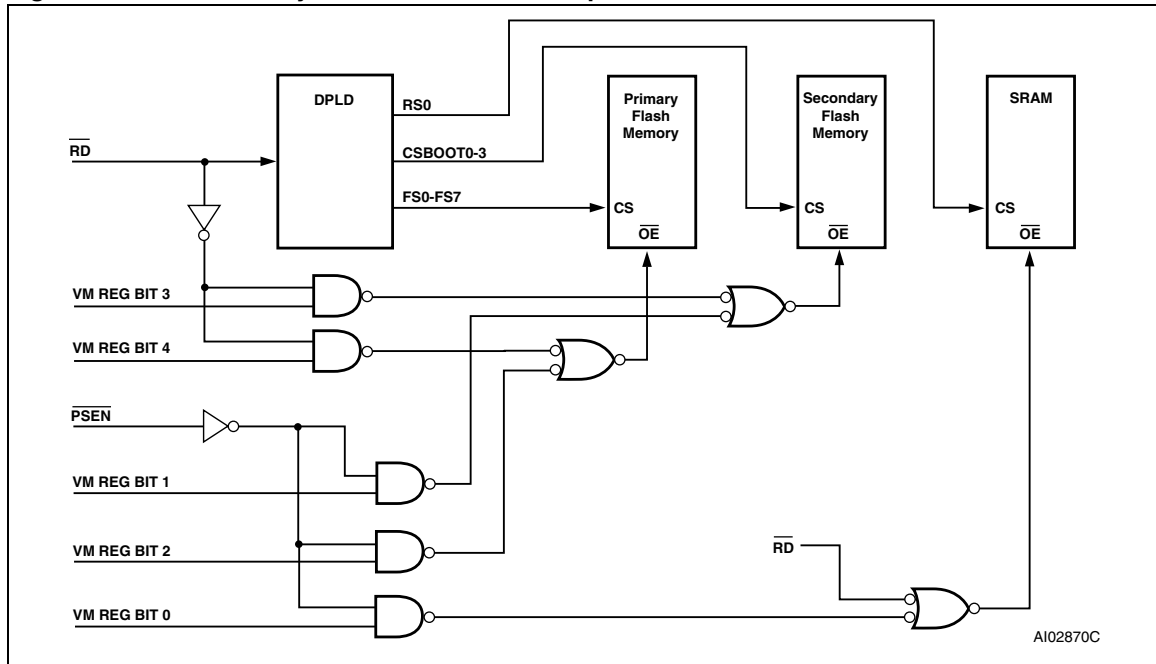 DPLD
RS0
CSBOOT0-3
FS0-FS7
Primary
Flash
Memory
CS
OE
Secondary
Flash
Memory
CS
OE
SRAM
CS
OE
RD
VM REG BIT 3
VM REG BIT 4
PSEN
VM REG BIT 1
VM REG BIT 2
VM REG BIT 0
RD
AI02870C